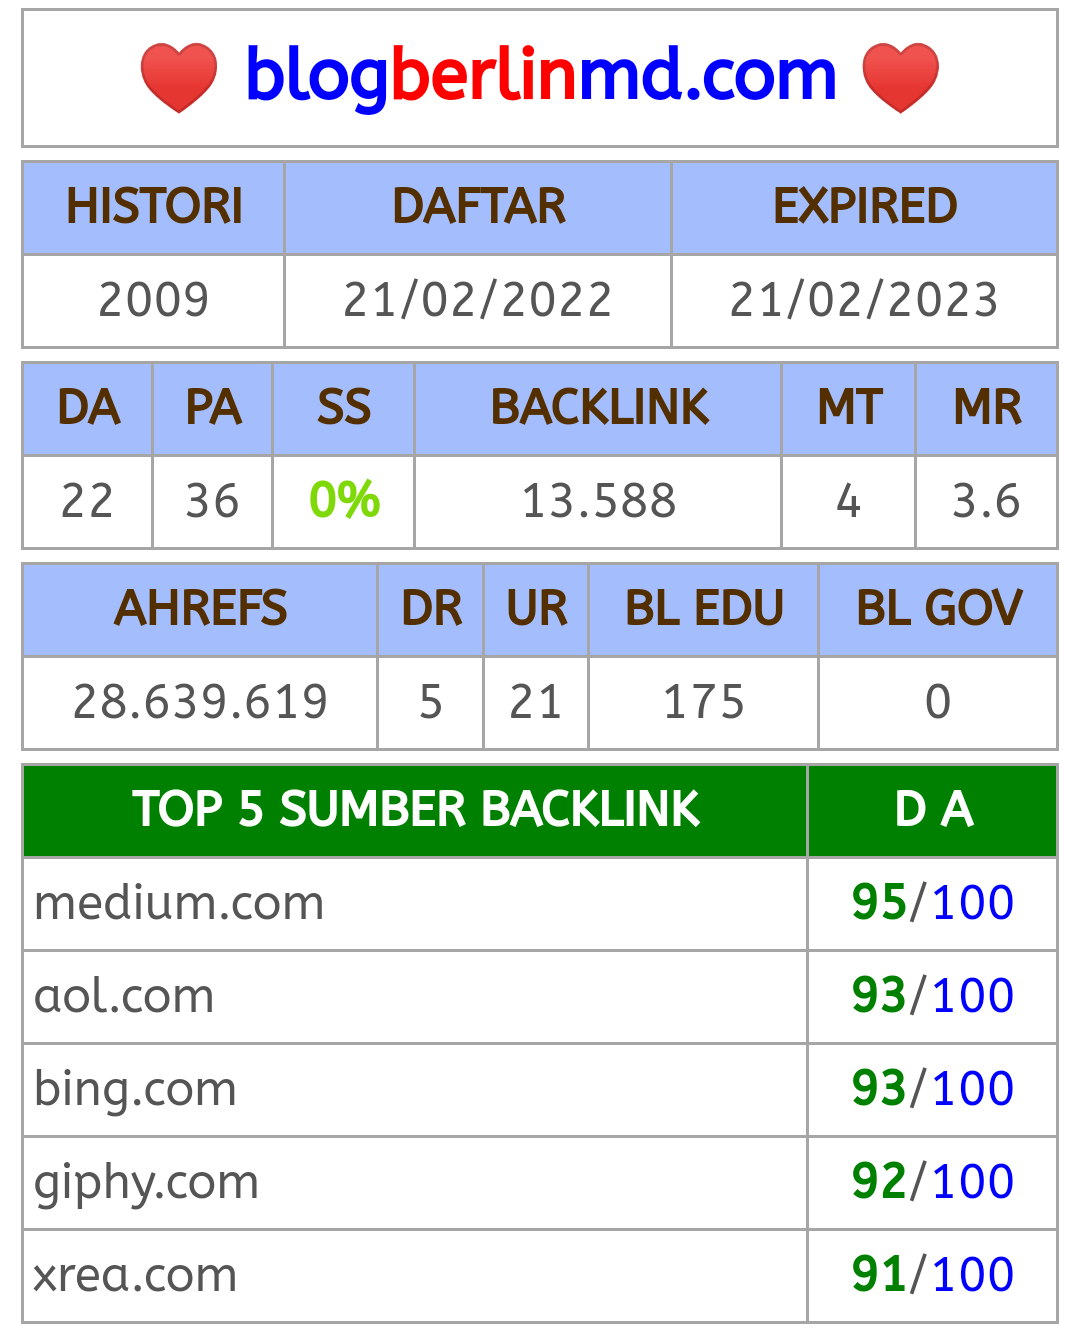 blogberlinmd.com
HISTORI DAFTAR EXPIRED
2009 21/02/2022 21/02/2023
DA PA SS BACKLINK MT MR
22 36 0% 13.588 4 3.6
AHREFS DR UR BL EDU BL GOV
28.639.619 5 21 175 0
TOP 5 SUMBER BACKLINK D A
medium.com 95/100
aol.com 93/100
bing.com 93/100
giphy.com 92/100
xrea.com 91/100